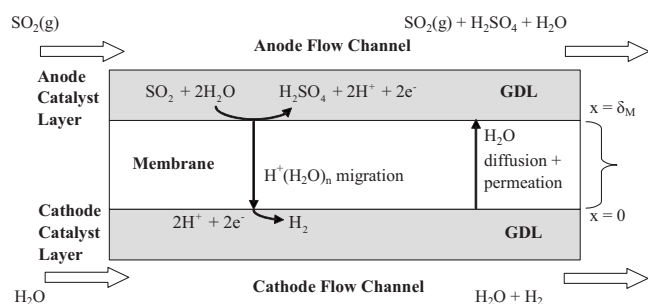 SO₂(g)
SO₂(g) + H₂SO₄ + H₂O
Anode Flow Channel
Anode
Catalyst
Layer
SO₂ + 2H₂O
H₂SO₄ + 2H⁺ + 2e⁻
GDL
x = δ_M
Membrane
H⁺(H₂O)ₙ migration
H₂O
diffusion +
permeation
x = 0
Cathode
Catalyst
Layer
2H⁺ + 2e⁻
H₂
GDL
H₂O
Cathode Flow Channel
H₂O + H₂